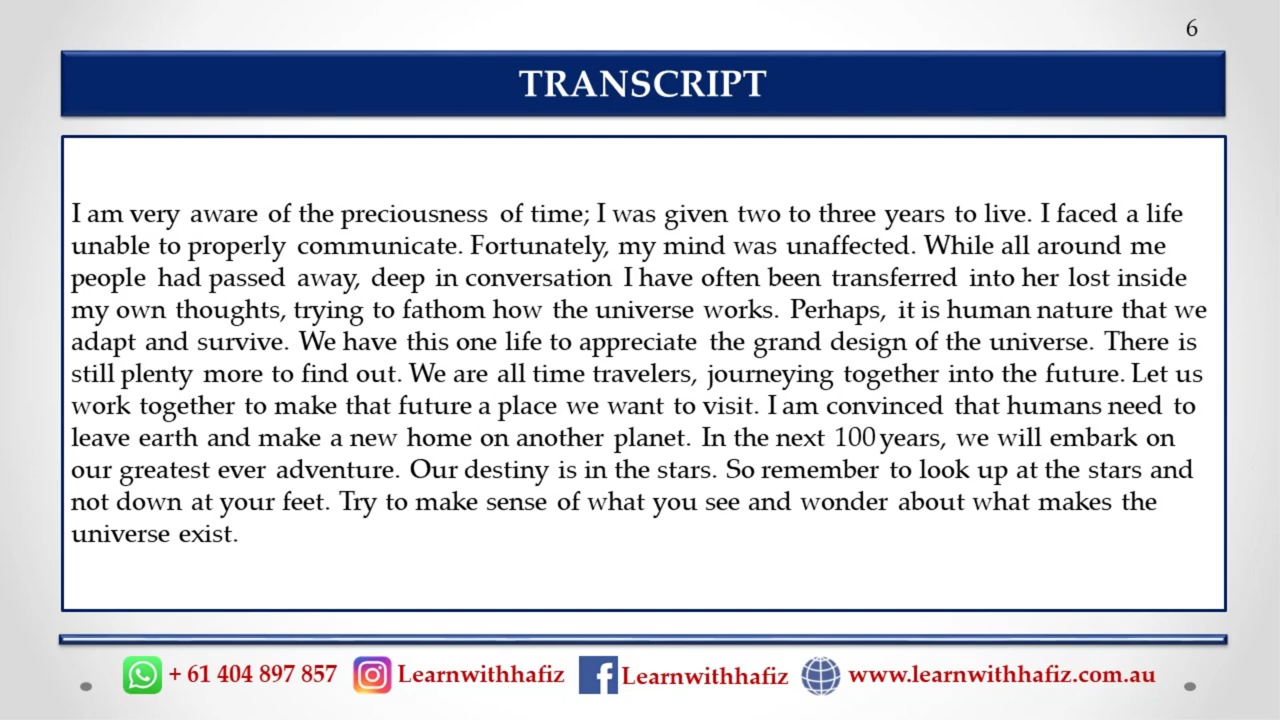 6
TRANSCRIPT
I am very aware of the preciousness of time; I was given two to three years to live. I faced a life
unable to properly communicate. Fortunately, my mind was unaffected. While all around me
people had passed away, deep in conversation I have often been transferred into her lost inside
my own thoughts, trying to fathom how the universe works. Perhaps, it is human nature that we
adapt and survive. We have this one life to appreciate the grand design of the universe. There is
still plenty more to find out. We are all time travelers, journeying together into the future. Let us
work together to make that future a place we want to visit. I am convinced that humans need to
leave earth and make a new home on another planet. In the next 100 years, we will embark on
our greatest ever adventure. Our destiny is in the stars. So remember to look up at the stars and
not down at your feet. Try to make sense of what you see and wonder about what makes the
universe exist.
+ 61 404 897 857 Learnwithhafiz Learnwithhafiz www.learnwithhafiz.com.au